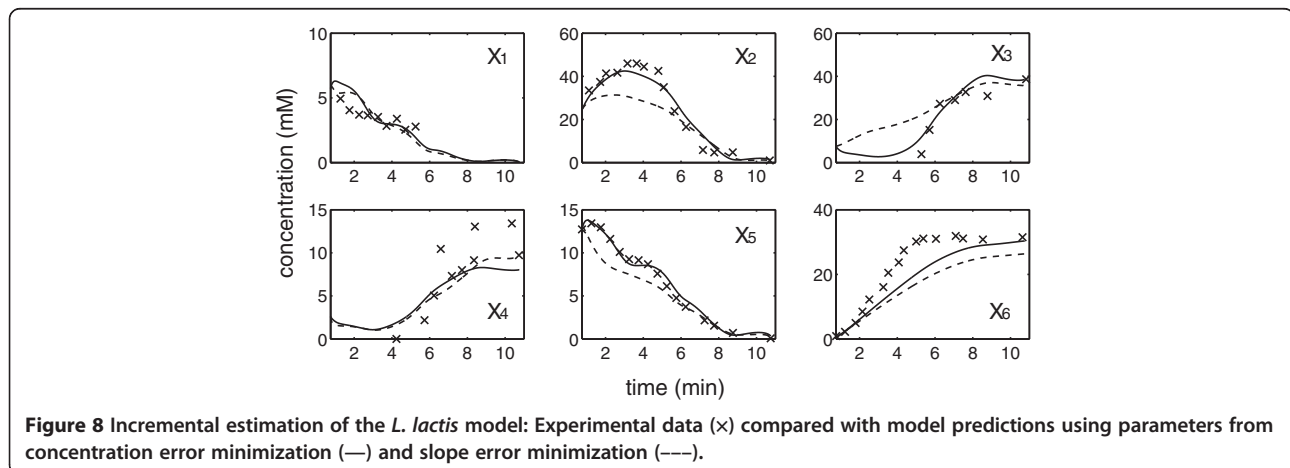 10
5
0
X1
2 4 6 8 10
60
40
20
0
X2
2 4 6 8 10
60
40
20
0
X3
2 4 6 8 10
concentration (mM)
15
10
5
0
X4
2 4 6 8 10
15
10
5
0
X5
2 4 6 8 10
40
20
0
X6
2 4 6 8 10
time (min)
Figure 8 Incremental estimation of the L. lactis model: Experimental data (×) compared with model predictions using parameters from
concentration error minimization (—) and slope error minimization (−−−).